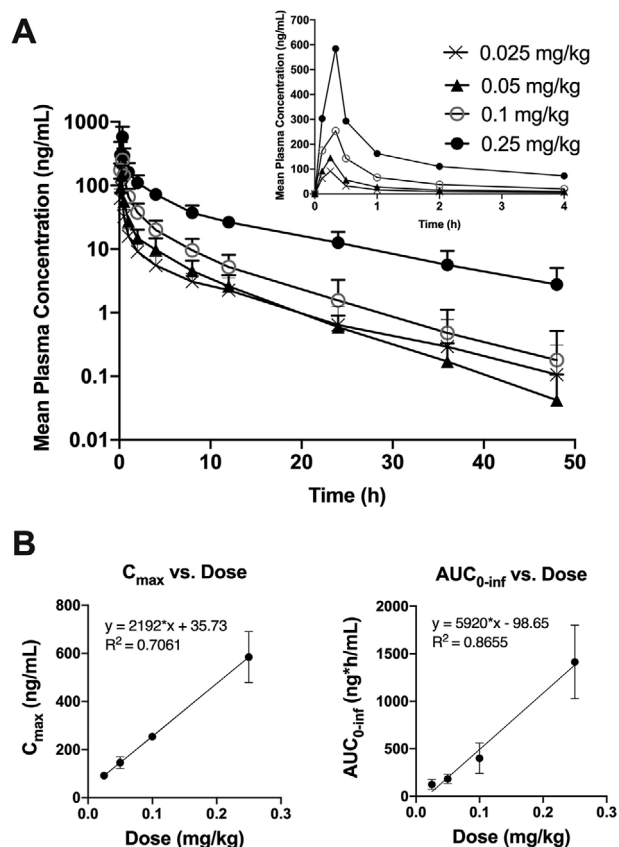 A
Mean Plasma Concentration (ng/mL)
1000
100
10
1
0.1
0.01
0
10
20
30
40
50
Time (h)
Mean Plasma Concentration (ng/mL)
700
600
500
400
300
200
100
0
0
1
2
3
4
Time (h)
0.025 mg/kg
0.05 mg/kg
0.1 mg/kg
0.25 mg/kg
B
Cmax vs. Dose
y = 2192*x + 35.73
R² = 0.7061
Cmax (ng/mL)
800
600
400
200
0
0.0
0.1
0.2
0.3
Dose (mg/kg)
AUC0-inf vs. Dose
y = 5920*x - 98.65
R² = 0.8655
AUC0-inf (ng*h/mL)
2000
1500
1000
500
0
0.0
0.1
0.2
0.3
Dose (mg/kg)